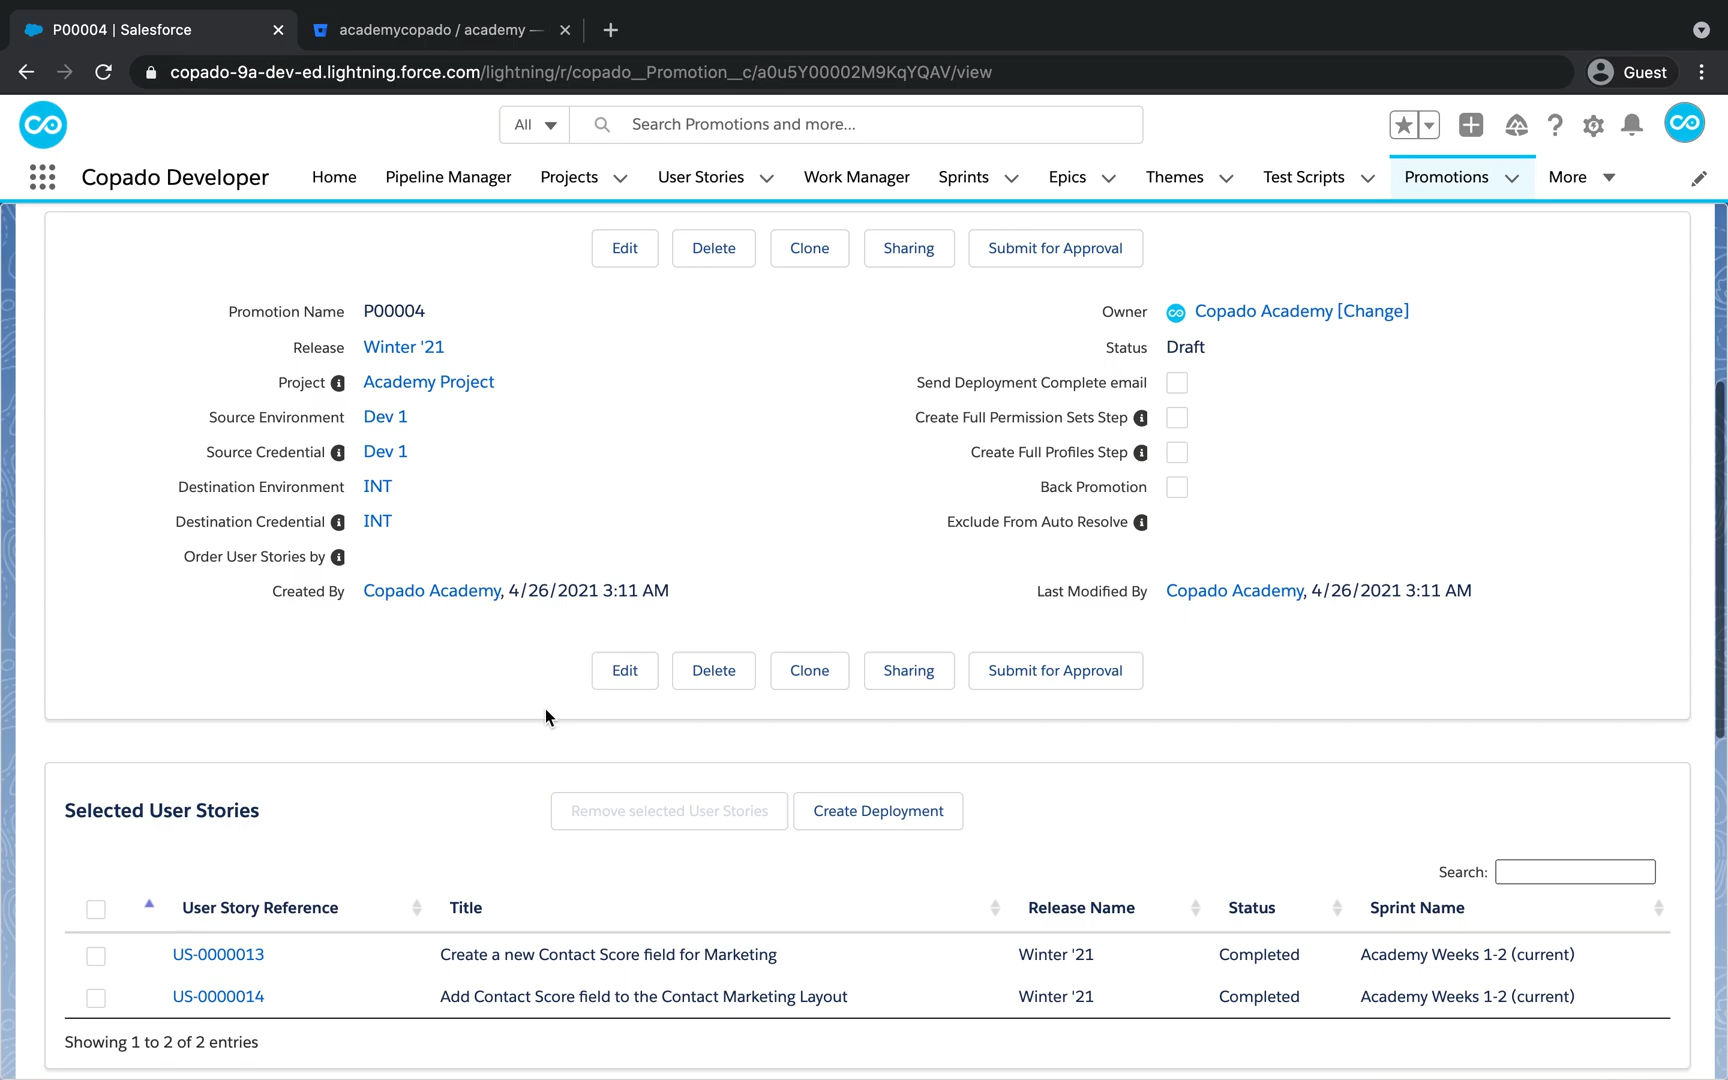 P00004 | Salesforce
academycopado / academy —
copado-9a-dev-ed.lightning.force.com/lightning/r/copado__Promotion__c/a0u5Y00002M9KqYQAV/view
Guest
All
Search Promotions and more...
Copado Developer
Home
Pipeline Manager
Projects
User Stories
Work Manager
Sprints
Epics
Themes
Test Scripts
Promotions
More
Edit
Delete
Clone
Sharing
Submit for Approval
Promotion Name P00004
Owner Copado Academy [Change]
Release Winter '21
Status Draft
Project Academy Project
Send Deployment Complete email
Source Environment Dev 1
Create Full Permission Sets Step
Source Credential Dev 1
Create Full Profiles Step
Destination Environment INT
Back Promotion
Destination Credential INT
Exclude From Auto Resolve
Order User Stories by
Created By Copado Academy, 4/26/2021 3:11 AM
Last Modified By Copado Academy, 4/26/2021 3:11 AM
Edit
Delete
Clone
Sharing
Submit for Approval
Selected User Stories
Remove selected User Stories
Create Deployment
Search:
User Story Reference Title Release Name Status Sprint Name
US-0000013 Create a new Contact Score field for Marketing Winter '21 Completed Academy Weeks 1-2 (current)
US-0000014 Add Contact Score field to the Contact Marketing Layout Winter '21 Completed Academy Weeks 1-2 (current)
Showing 1 to 2 of 2 entries